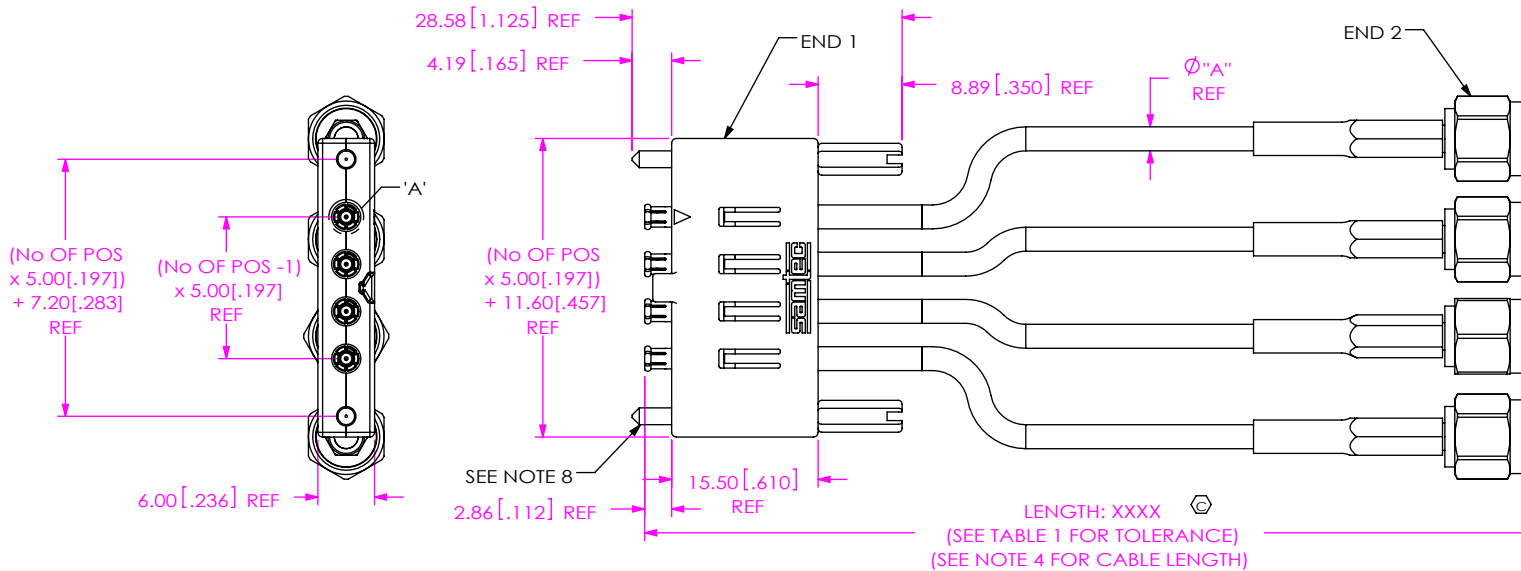 28.58[1.125] REF
4.19[.165] REF
END 1
8.89[.350] REF
Ø"A"
REF
END 2
'A'
(No OF POS
x 5.00[.197])
+ 7.20[.283]
REF
(No OF POS -1)
x 5.00[.197]
REF
(No OF POS
x 5.00[.197])
+ 11.60[.457]
REF
samtec
SEE NOTE 8
6.00[.236] REF
2.86[.112] REF
15.50[.610]
REF
LENGTH: XXXX C
(SEE TABLE 1 FOR TOLERANCE)
(SEE NOTE 4 FOR CABLE LENGTH)